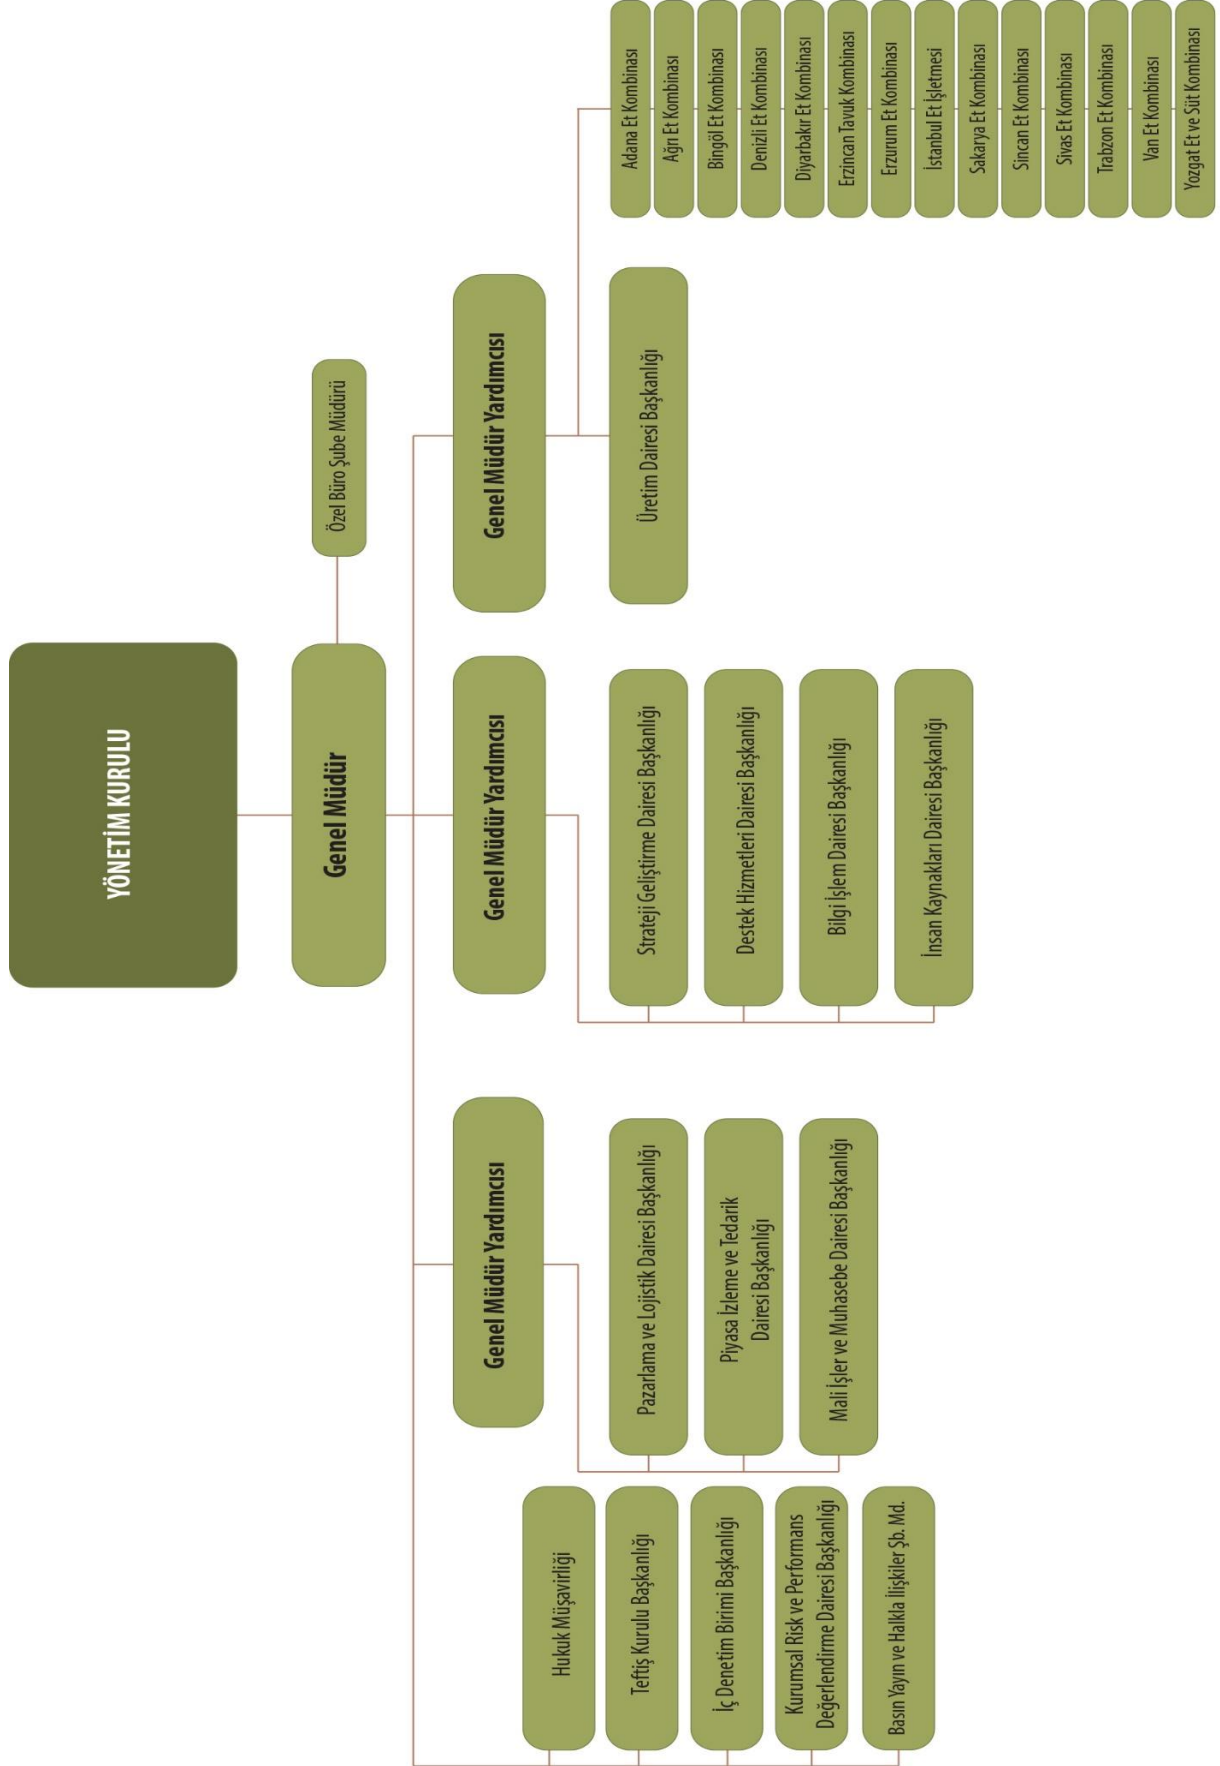 YÖNETİM KURULU
Genel Müdür
Özel Büro Şube Müdürü
Genel Müdür Yardımcısı
Genel Müdür Yardımcısı
Genel Müdür Yardımcısı
Hukuk Müşavirliği
Teftiş Kurulu Başkanlığı
İç Denetim Birimi Başkanlığı
Kurumsal Risk ve Performans
Değerlendirme Dairesi Başkanlığı
Basın Yayın ve Halkla İlişkiler Şb. Md.
Pazarlama ve Lojistik Dairesi Başkanlığı
Piyasa İzleme ve Tedarik
Dairesi Başkanlığı
Mali İşler ve Muhasebe Dairesi Başkanlığı
Strateji Geliştirme Dairesi Başkanlığı
Destek Hizmetleri Dairesi Başkanlığı
Bilgi İşlem Dairesi Başkanlığı
İnsan Kaynakları Dairesi Başkanlığı
Üretim Dairesi Başkanlığı
Adana Et Kombinası
Ağrı Et Kombinası
Bingöl Et Kombinası
Denizli Et Kombinası
Diyarbakır Et Kombinası
Erzincan Tavuk Kombinası
Erzurum Et Kombinası
İstanbul Et İşletmesi
Sakarya Et Kombinası
Sincan Et Kombinası
Sivas Et Kombinası
Trabzon Et Kombinası
Van Et Kombinası
Yozgat Et ve Süt Kombinası